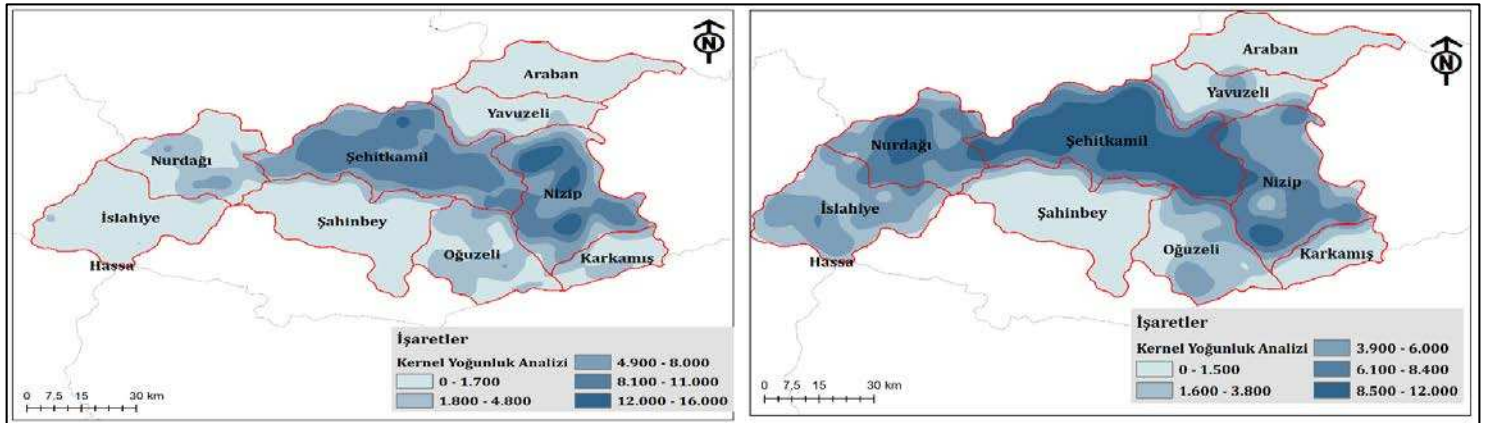 N
Araban
Yavuzeli
Şehitkamil
Nurdağı
Nizip
İslahiye
Şahinbey
Oğuzeli
Karkamış
Hassa
İşaretler
Kernel Yoğunluk Analizi
0 - 1.700
1.800 - 4.800
4.900 - 8.000
8.100 - 11.000
12.000 - 16.000
0 7,5 15 30 km
N
Araban
Yavuzeli
Şehitkamil
Nurdağı
Nizip
İslahiye
Şahinbey
Oğuzeli
Karkamış
Hassa
İşaretler
Kernel Yoğunluk Analizi
0 - 1.500
1.600 - 3.800
3.900 - 6.000
6.100 - 8.400
8.500 - 12.000
0 7,5 15 30 km